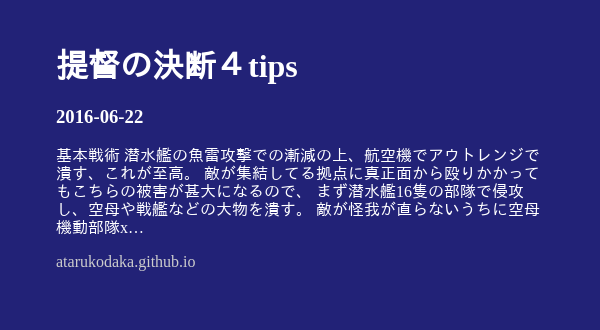 提督の決断４tips
2016-06-22
基本戦術 潜水艦の魚雷攻撃での漸減の上、航空機でアウトレンジで
潰す、これが至高。 敵が集結してる拠点に真正面から殴りかかって
もこちらの被害が甚大になるので、 まず潜水艦16隻の部隊で侵攻
し、空母や戦艦などの大物を潰す。 敵が怪我が直らないうちに空母
機動部隊x…
atarukodaka.github.io